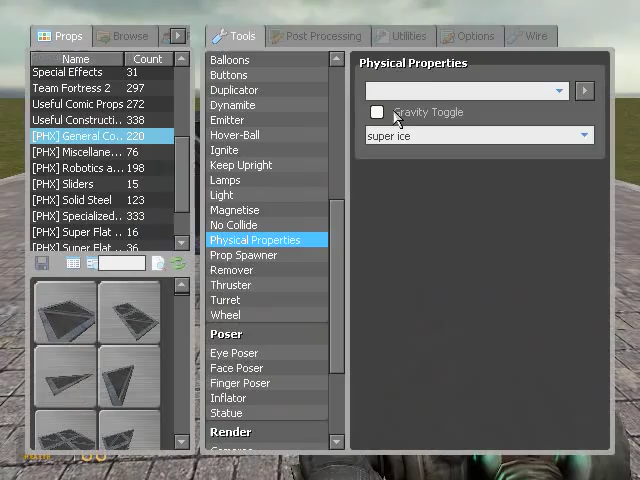 Props
Browse
Tools
Post Processing
Utilities
Options
Wire
Name
Count
Special Effects 31
Team Fortress 2 297
Useful Comic Props 272
Useful Constructi.. 338
[PHX] General Co.. 220
[PHX] Miscellane... 76
[PHX] Robotics a... 198
[PHX] Sliders 15
[PHX] Solid Steel 123
[PHX] Specialized.. 333
[PHX] Super Flat .. 16
[PHX] Super Flat .. 36
Balloons
Buttons
Duplicator
Dynamite
Emitter
Hover-Ball
Ignite
Keep Upright
Lamps
Light
Magnetise
No Collide
Physical Properties
Prop Spawner
Remover
Thruster
Turret
Wheel
Poser
Eye Poser
Face Poser
Finger Poser
Inflator
Statue
Render
Physical Properties
Gravity Toggle
super ice
HEALTH